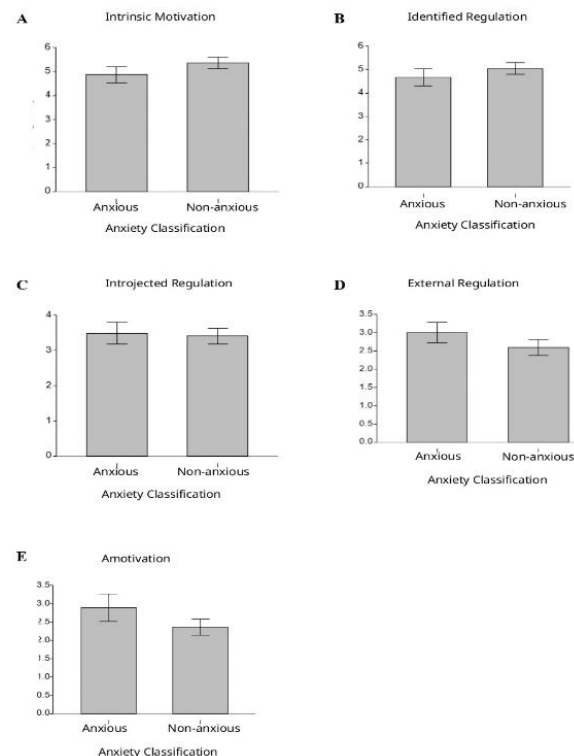 A
Intrinsic Motivation
6
5
4
3
2
1
0
Anxious
Non-anxious
Anxiety Classification
B
Identified Regulation
6
5
4
3
2
1
0
Anxious
Non-anxious
Anxiety Classification
C
Introjected Regulation
4
3
2
1
0
Anxious
Non-anxious
Anxiety Classification
D
External Regulation
3.5
3.0
2.5
2.0
1.5
1.0
0.5
0.0
Anxious
Non-anxious
Anxiety Classification
E
Amotivation
3.5
3.0
2.5
2.0
1.5
1.0
0.5
0.0
Anxious
Non-anxious
Anxiety Classification